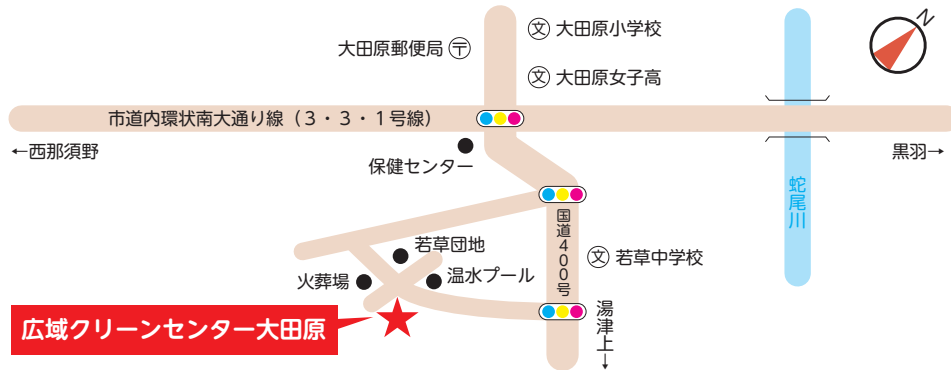 N
文 大田原小学校
大田原郵便局 〒
文 大田原女子高
市道内環状南大通り線（3・3・1号線）
←西那須野
黒羽→
保健センター
蛇尾川
国道400号
若草団地
文 若草中学校
火葬場
温水プール
広域クリーンセンター大田原
湯津上→